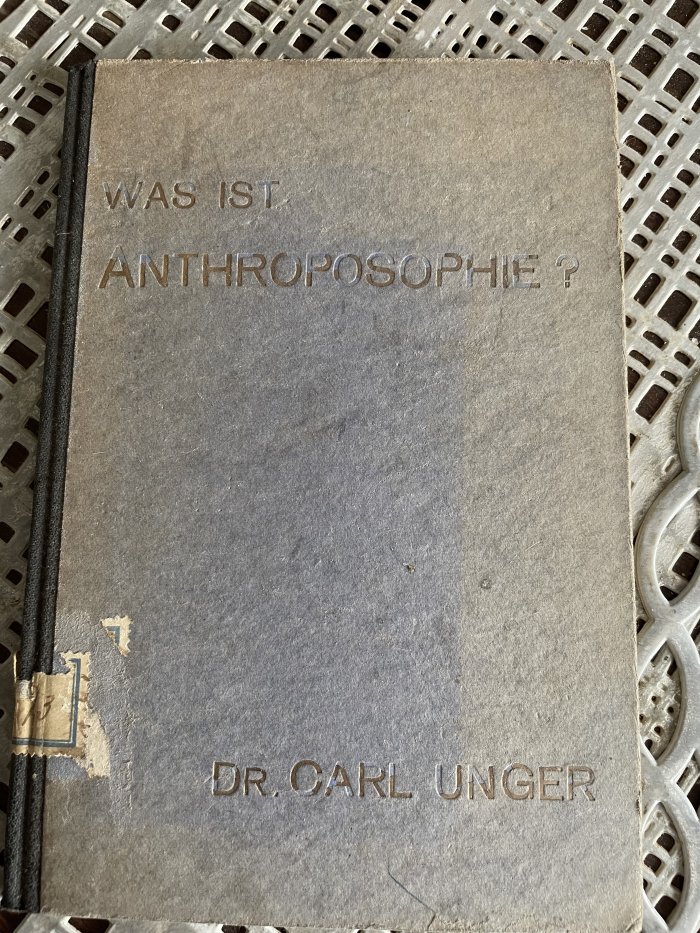 WAS IST
ANTHROPOSOPHIE ?
DR. CARL UNGER